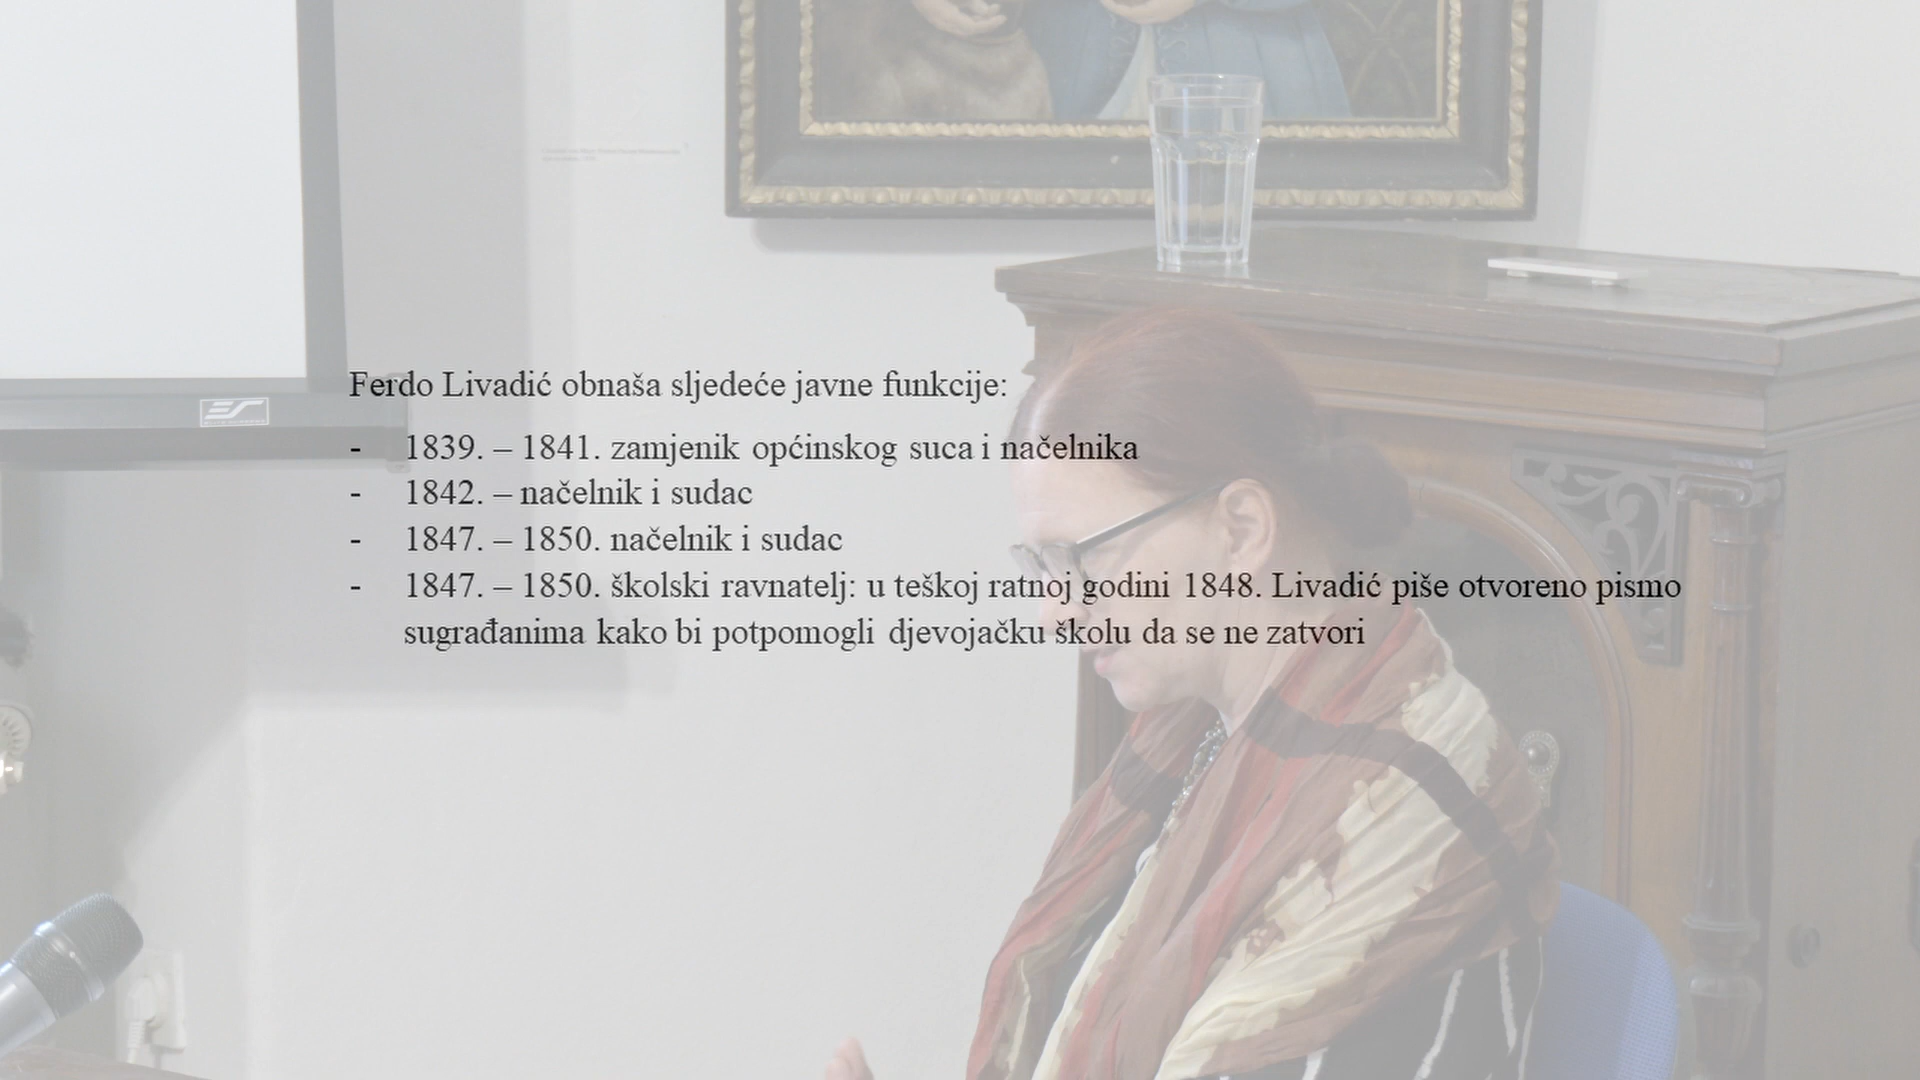 Ferdo Livadić obnaša sljedeće javne funkcije:
- 1839. – 1841. zamjenik općinskog suca i načelnika
- 1842. – načelnik i sudac
- 1847. – 1850. načelnik i sudac
- 1847. – 1850. školski ravnatelj: u teškoj ratnoj godini 1848. Livadić piše otvoreno pismo
sugrađanima kako bi potpomogli djevojačku školu da se ne zatvori